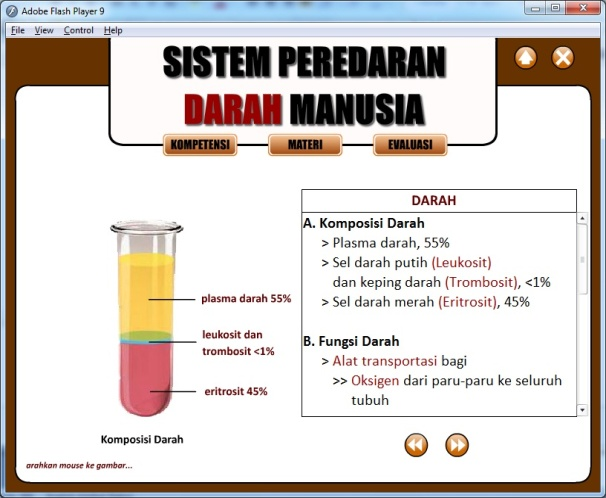 Adobe Flash Player 9
File View Control Help
SISTEM PEREDARAN
DARAH MANUSIA
KOMPETENSI MATERI EVALUASI
plasma darah 55%
leukosit dan
trombosit <1%
eritrosit 45%
Komposisi Darah
arahkan mouse ke gambar...
DARAH
A. Komposisi Darah
> Plasma darah, 55%
> Sel darah putih (Leukosit)
dan keping darah (Trombosit), <1%
> Sel darah merah (Eritrosit), 45%
B. Fungsi Darah
> Alat transportasi bagi
>> Oksigen dari paru-paru ke seluruh
tubuh